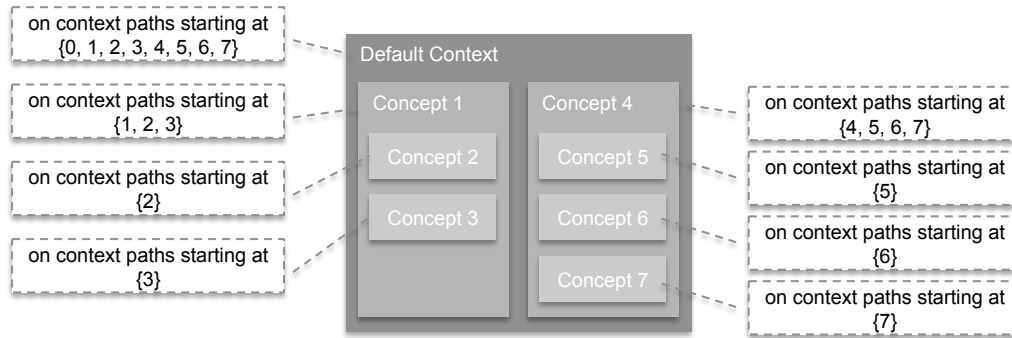 on context paths starting at
{0, 1, 2, 3, 4, 5, 6, 7}
on context paths starting at
{1, 2, 3}
on context paths starting at
{2}
on context paths starting at
{3}
Default Context
Concept 1
Concept 2
Concept 3
Concept 4
Concept 5
Concept 6
Concept 7
on context paths starting at
{4, 5, 6, 7}
on context paths starting at
{5}
on context paths starting at
{6}
on context paths starting at
{7}